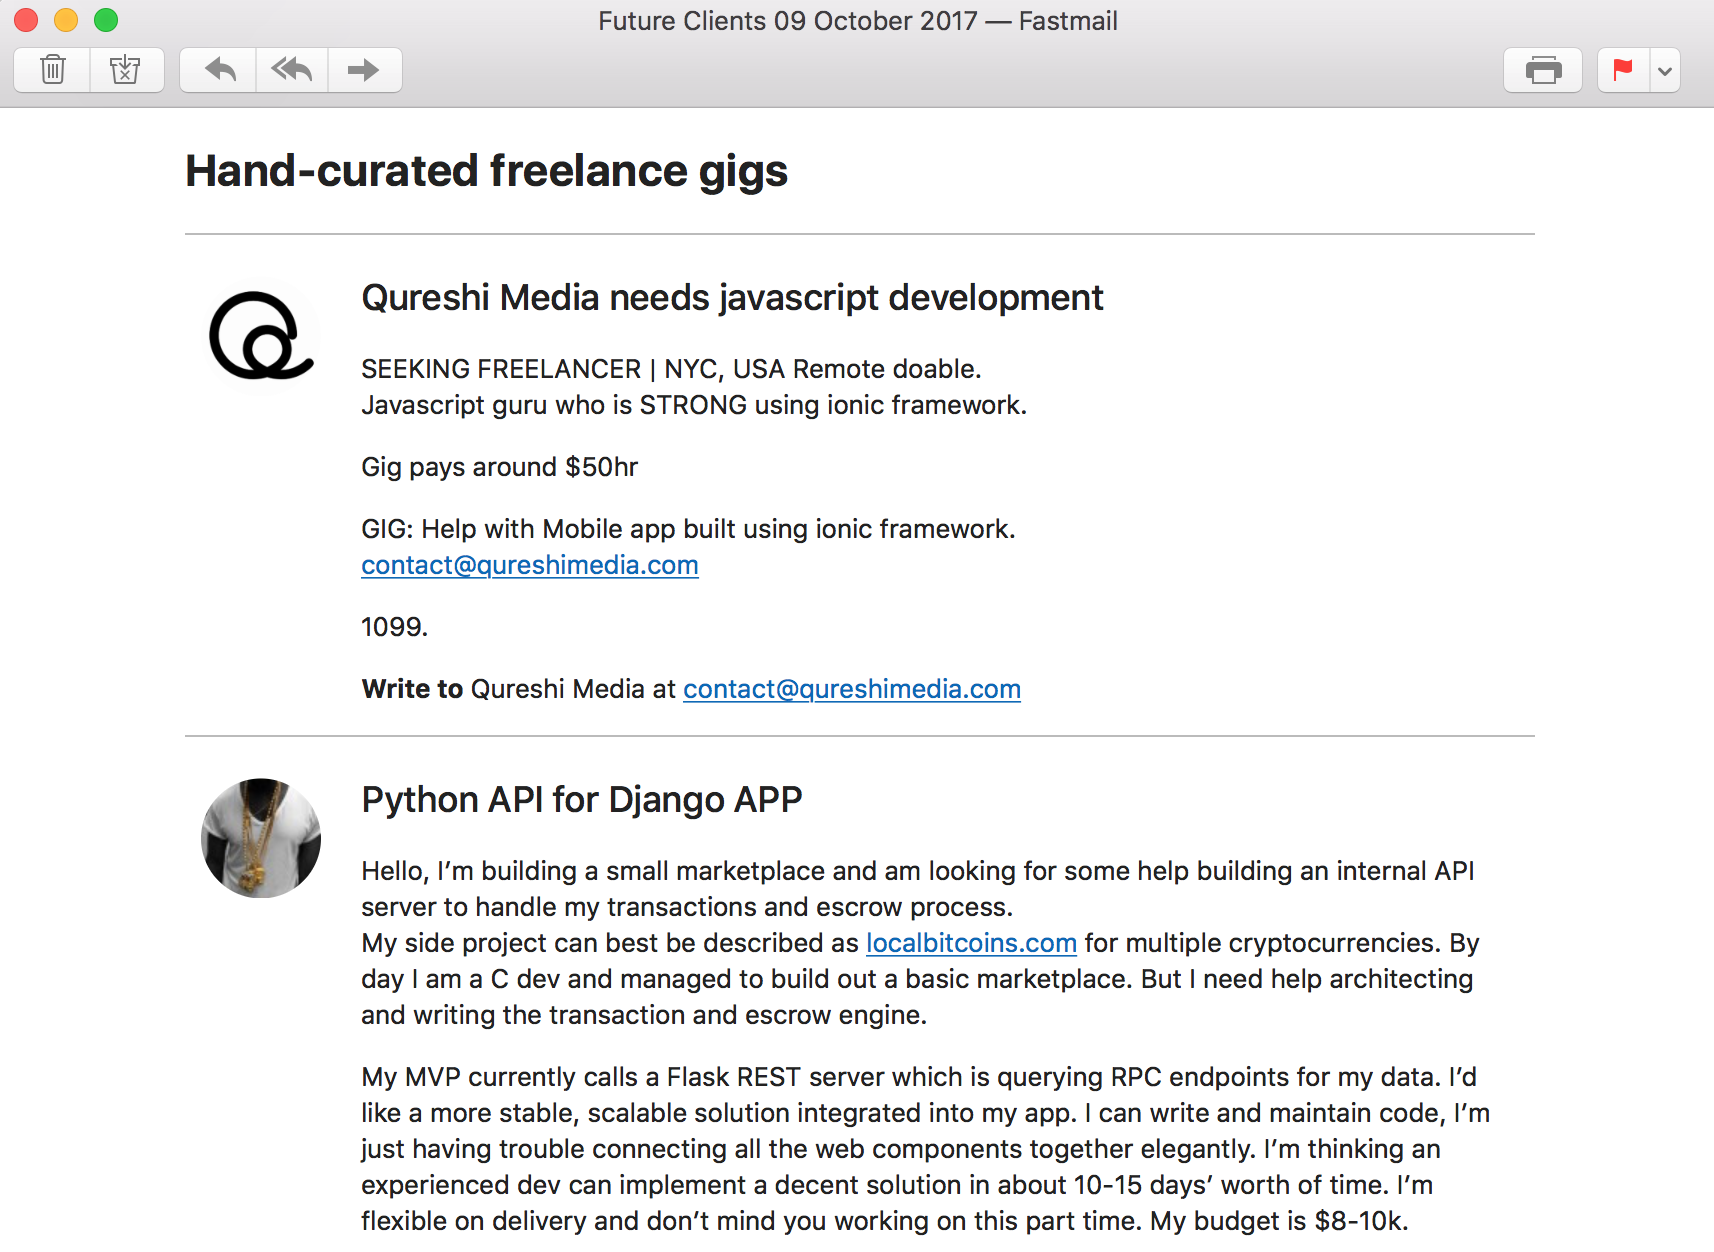 Future Clients 09 October 2017 — Fastmail
Hand-curated freelance gigs
Qureshi Media needs javascript development
SEEKING FREELANCER | NYC, USA Remote doable.
Javascript guru who is STRONG using ionic framework.
Gig pays around $50hr
GIG: Help with Mobile app built using ionic framework.
contact@qureshimedia.com
1099.
Write to Qureshi Media at contact@qureshimedia.com
Python API for Django APP
Hello, I’m building a small marketplace and am looking for some help building an internal API
server to handle my transactions and escrow process.
My side project can best be described as localbitcoins.com for multiple cryptocurrencies. By
day I am a C dev and managed to build out a basic marketplace. But I need help architecting
and writing the transaction and escrow engine.
My MVP currently calls a Flask REST server which is querying RPC endpoints for my data. I’d
like a more stable, scalable solution integrated into my app. I can write and maintain code, I’m
just having trouble connecting all the web components together elegantly. I’m thinking an
experienced dev can implement a decent solution in about 10-15 days’ worth of time. I’m
flexible on delivery and don’t mind you working on this part time. My budget is $8-10k.